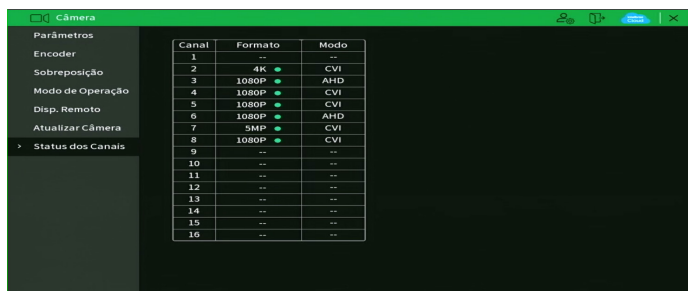 Câmera
Parâmetros
Encoder
Sobreposição
Modo de Operação
Disp. Remoto
Atualizar Câmera
> Status dos Canais
Canal Formato Modo
1 -- --
2 4K CVI
3 1080P AHD
4 1080P CVI
5 1080P CVI
6 1080P AHD
7 5MP CVI
8 1080P CVI
9 -- --
10 -- --
11 -- --
12 -- --
13 -- --
14 -- --
15 -- --
16 -- --